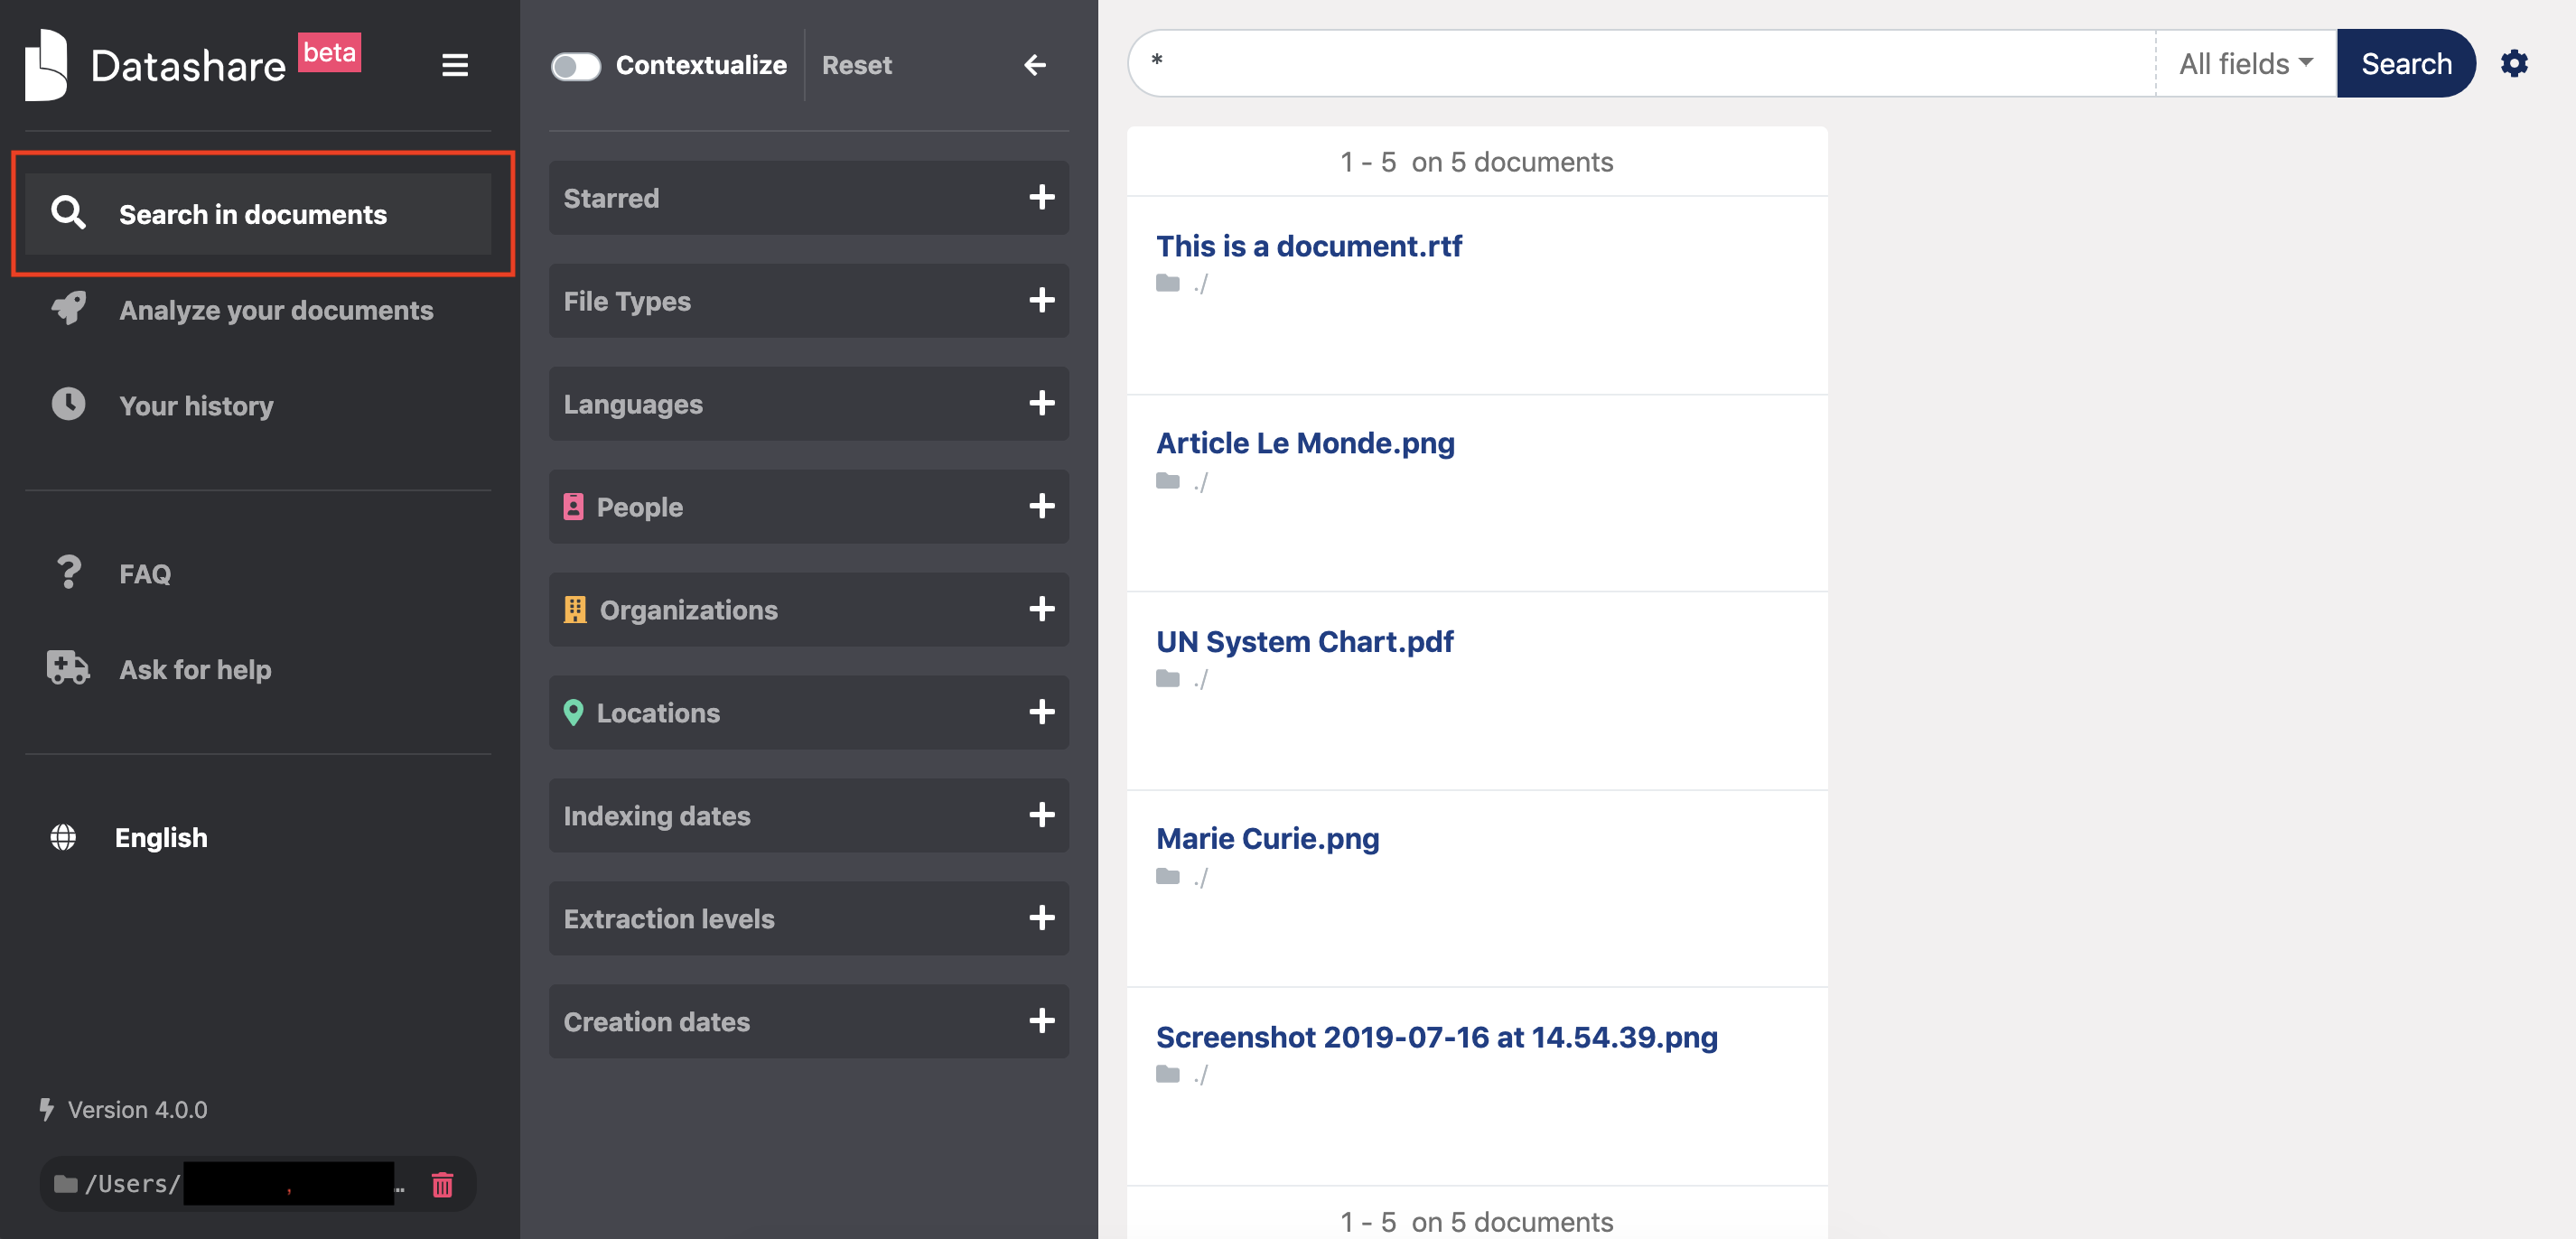 Datashare beta
Search in documents
Analyze your documents
Your history
FAQ
Ask for help
English
Version 4.0.0
/Users/ , …
Contextualize
Reset
Starred
File Types
Languages
People
Organizations
Locations
Indexing dates
Extraction levels
Creation dates
*
All fields
Search
1 - 5 on 5 documents
This is a document.rtf
./
Article Le Monde.png
./
UN System Chart.pdf
./
Marie Curie.png
./
Screenshot 2019-07-16 at 14.54.39.png
./
1 - 5 on 5 documents